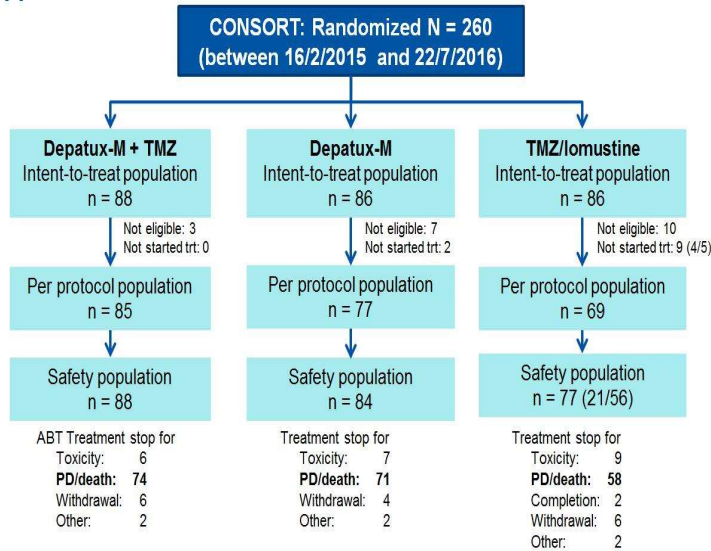 CONSORT: Randomized N = 260
(between 16/2/2015 and 22/7/2016)
Depatux-M + TMZ
Intent-to-treat population
n = 88
Depatux-M
Intent-to-treat population
n = 86
TMZ/lomustine
Intent-to-treat population
n = 86
Not eligible: 3
Not started trt: 0
Not eligible: 7
Not started trt: 2
Not eligible: 10
Not started trt: 9 (4/5)
Per protocol population
n = 85
Per protocol population
n = 77
Per protocol population
n = 69
Safety population
n = 88
Safety population
n = 84
Safety population
n = 77 (21/56)
ABT Treatment stop for
Toxicity: 6
PD/death: 74
Withdrawal: 6
Other: 2
Treatment stop for
Toxicity: 7
PD/death: 71
Withdrawal: 4
Other: 2
Treatment stop for
Toxicity: 9
PD/death: 58
Completion: 2
Withdrawal: 6
Other: 2